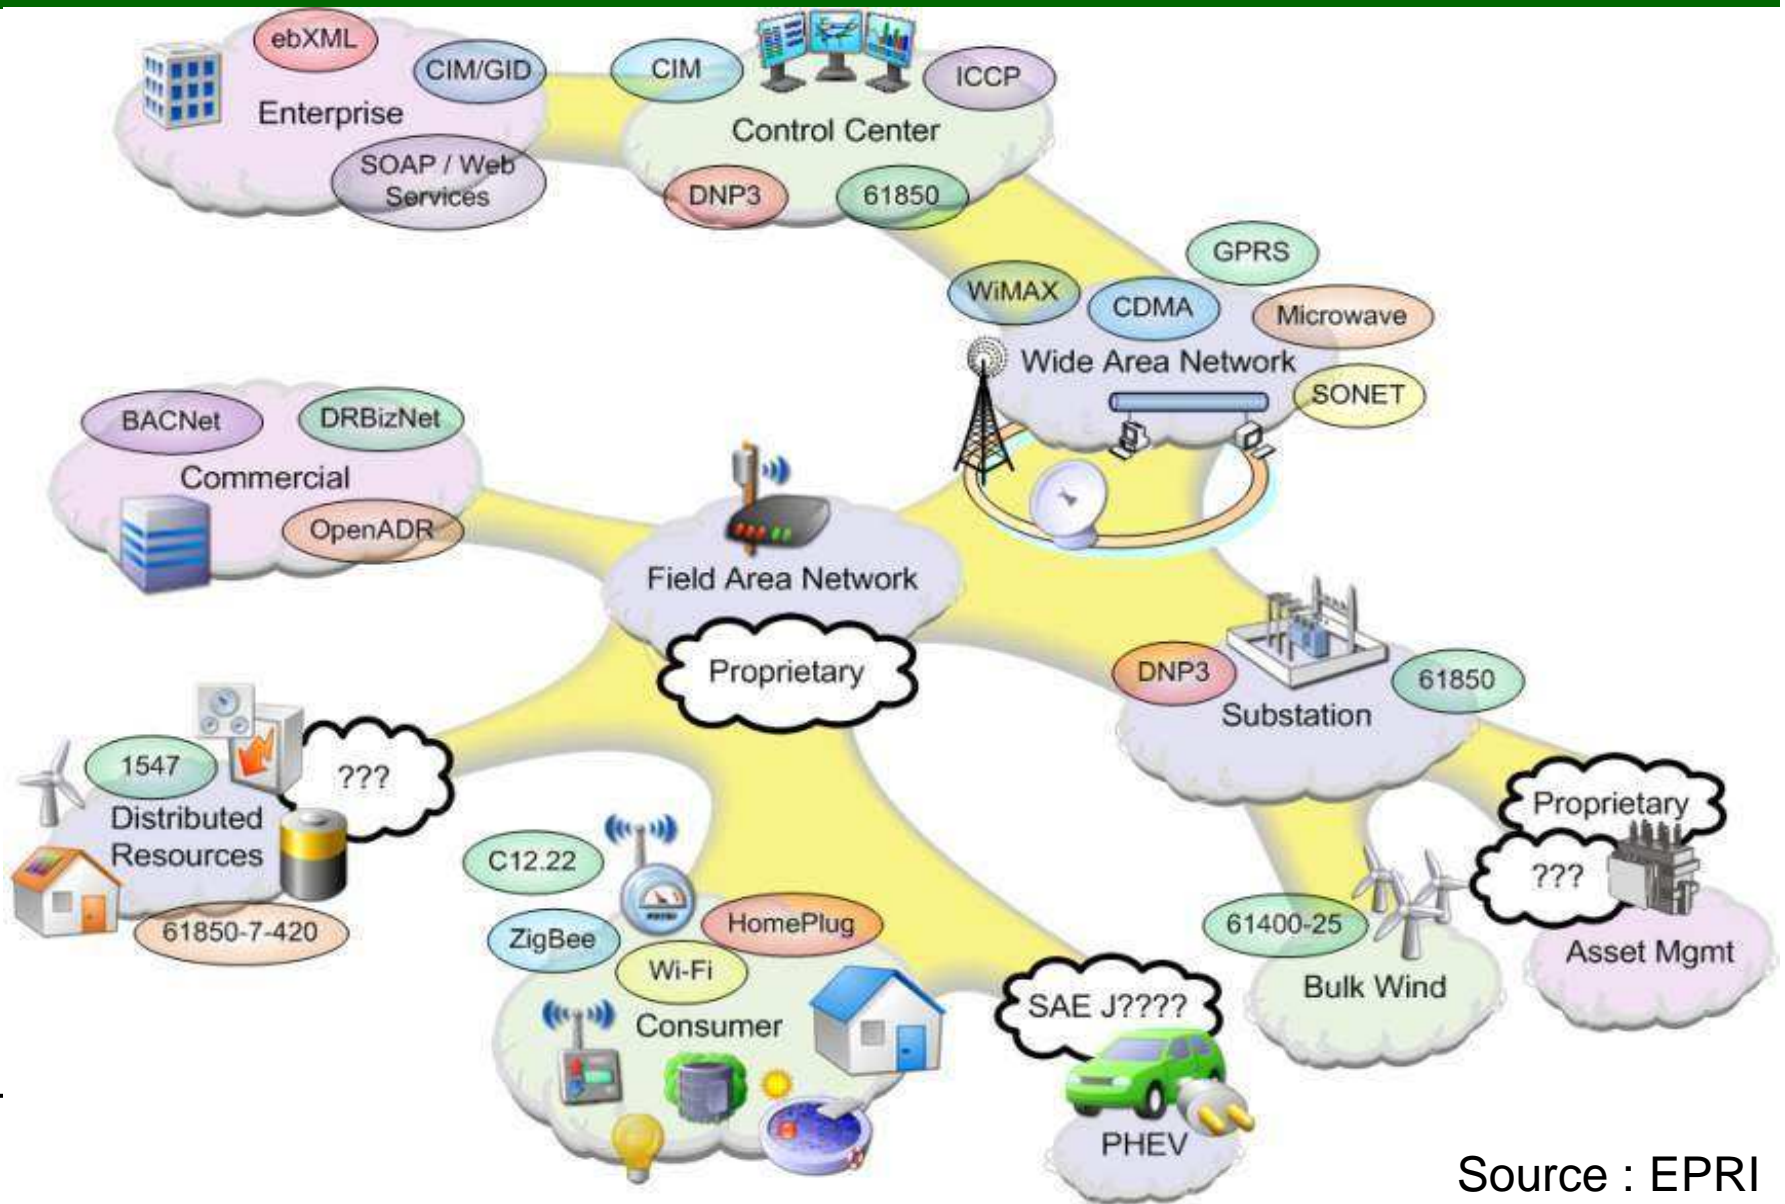 ebXML
CIM/GID
Enterprise
SOAP / Web
Services
CIM
ICCP
Control Center
DNP3
61850
GPRS
WiMAX
CDMA
Microwave
Wide Area Network
SONET
BACNet
DRBizNet
Commercial
OpenADR
Field Area Network
Proprietary
DNP3
61850
Substation
1547
???
Distributed
Resources
61850-7-420
C12.22
ZigBee
HomePlug
Wi-Fi
Consumer
SAE J????
PHEV
61400-25
Bulk Wind
Proprietary
???
Asset Mgmt
Source : EPRI